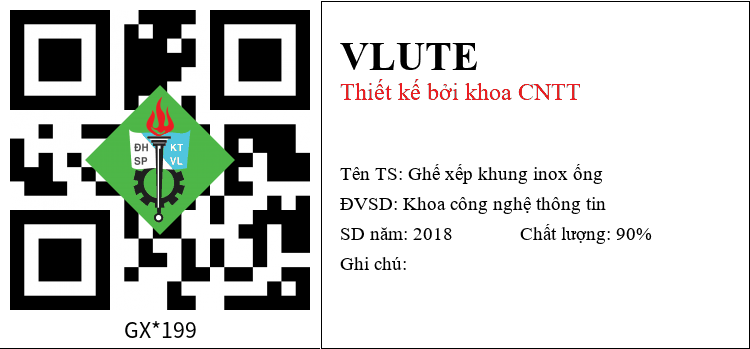 ĐH KT
SP VL
GX*199
VLUTE
Thiết kế bởi khoa CNTT
Tên TS: Ghế xếp khung inox ống
ĐVSD: Khoa công nghệ thông tin
SD năm: 2018 Chất lượng: 90%
Ghi chú: